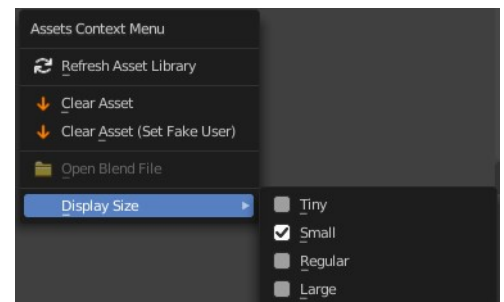 Assets Context Menu
Refresh Asset Library
Clear Asset
Clear Asset (Set Fake User)
Open Blend File
Display Size
Tiny
Small
Regular
Large